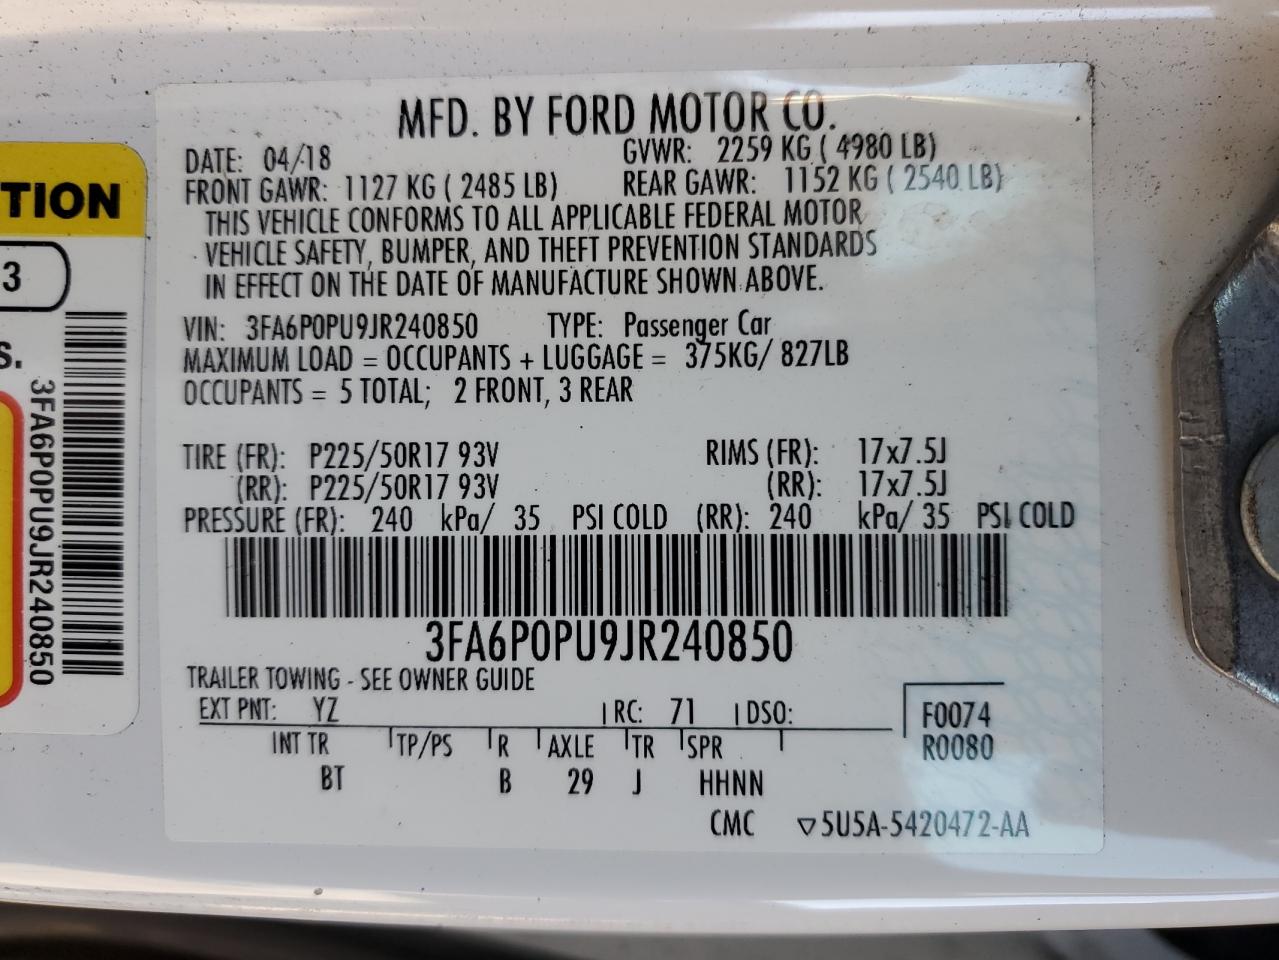 MFD. BY FORD MOTOR CO.
DATE: 04/18 GVWR: 2259 KG ( 4980 LB)
FRONT GAWR: 1127 KG ( 2485 LB) REAR GAWR: 1152 KG ( 2540 LB)
THIS VEHICLE CONFORMS TO ALL APPLICABLE FEDERAL MOTOR
VEHICLE SAFETY, BUMPER, AND THEFT PREVENTION STANDARDS
IN EFFECT ON THE DATE OF MANUFACTURE SHOWN ABOVE.
VIN: 3FA6P0PU9JR240850 TYPE: Passenger Car
MAXIMUM LOAD = OCCUPANTS + LUGGAGE = 375KG/ 827LB
OCCUPANTS = 5 TOTAL; 2 FRONT, 3 REAR
TIRE (FR): P225/50R17 93V RIMS (FR): 17x7.5J
(RR): P225/50R17 93V (RR): 17x7.5J
PRESSURE (FR): 240 kPa/ 35 PSI COLD (RR): 240 kPa/ 35 PSI COLD
3FA6P0PU9JR240850
TRAILER TOWING - SEE OWNER GUIDE
EXT PNT: YZ RC: 71 DSO:
F0074
R0080
INT TR TP/PS R AXLE TR SPR
BT B 29 J HHNN
CMC ▽5U5A-5420472-AA
TION
3
S.
3FA6P0PU9JR240850